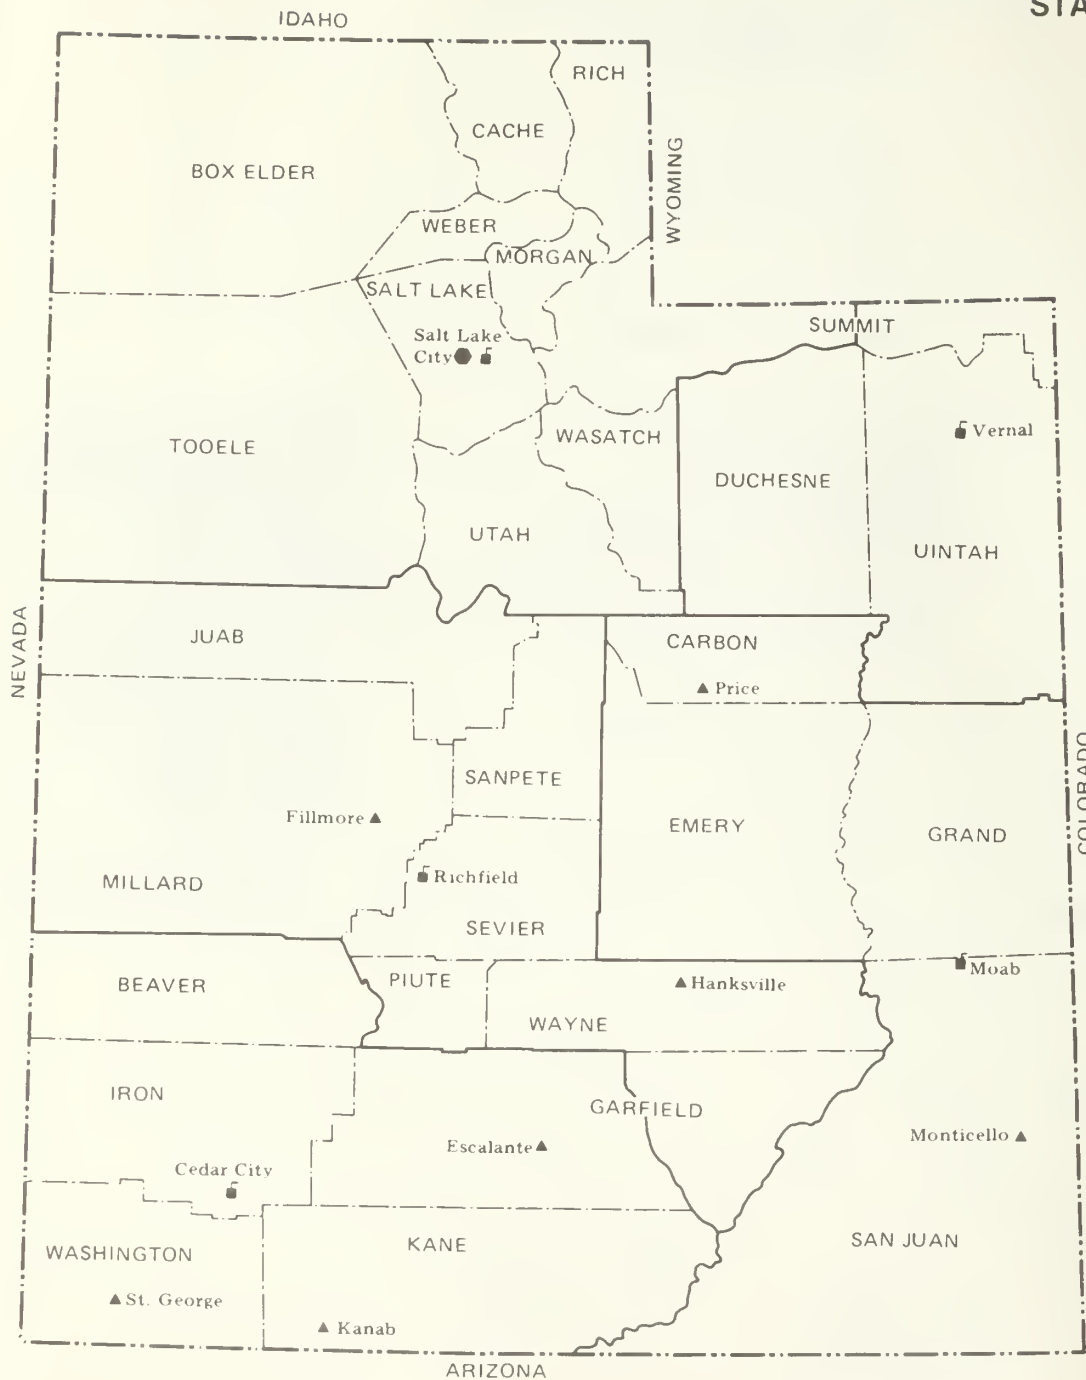 STA
IDAHO
RICH
CACHE
BOX ELDER
WYOMING
WEBER
MORGAN
SALT LAKE
SUMMIT
Salt Lake
City
Vernal
WASATCH
TOOELE
DUCHESNE
UTAH
UINTAH
NEVADA
JUAB
CARBON
Price
COLORADO
SANPETE
Fillmore
EMERY
GRAND
Richfield
MILLARD
SEVIER
Moab
BEAVER
PIUTE
Hanksville
WAYNE
IRON
GARFIELD
Escalante
Monticello
Cedar City
KANE
SAN JUAN
WASHINGTON
St. George
Kanab
ARIZONA